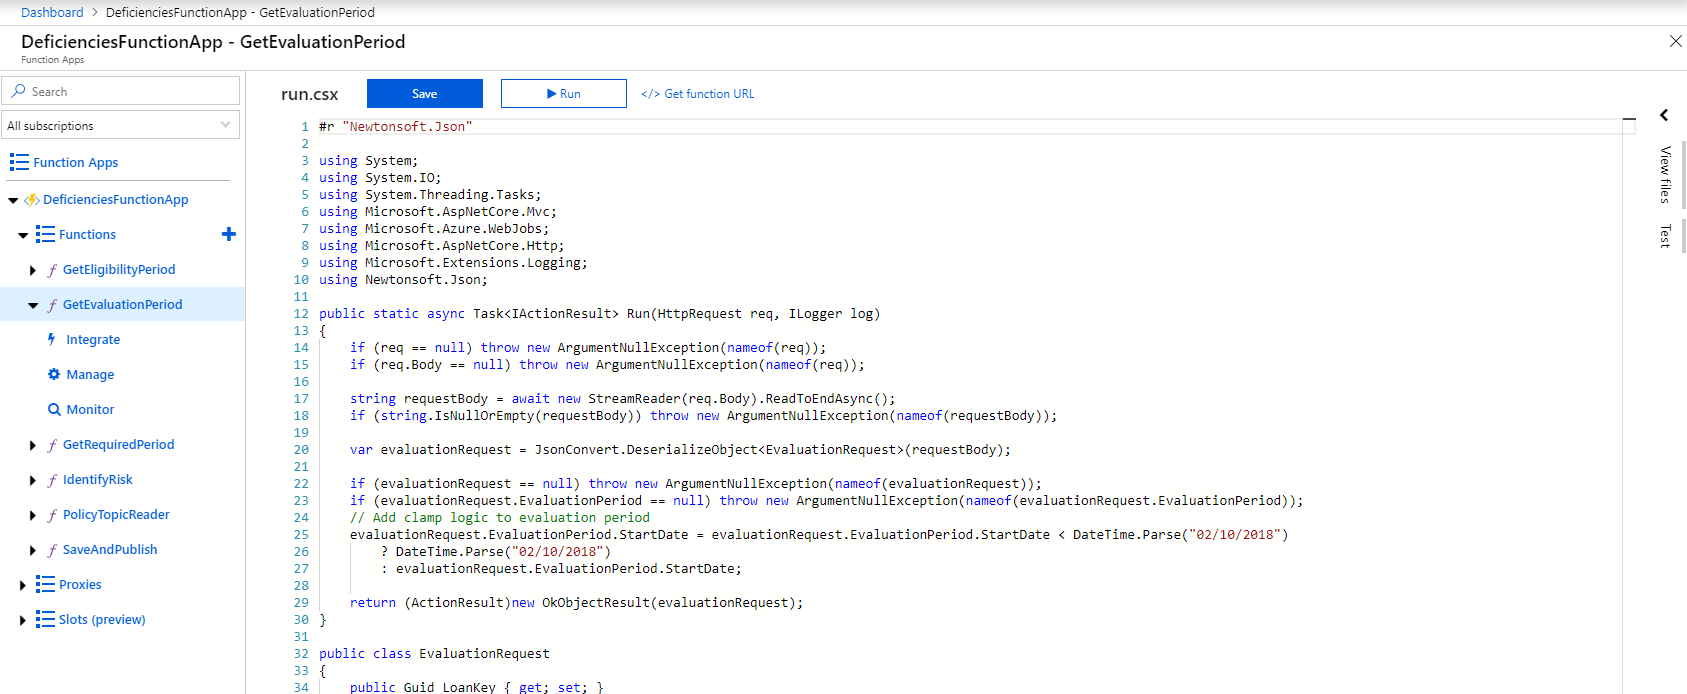 Dashboard > DeficienciesFunctionApp - GetEvaluationPeriod
DeficienciesFunctionApp - GetEvaluationPeriod
Function Apps
Search
All subscriptions
Function Apps
DeficienciesFunctionApp
Functions
GetEligibilityPeriod
GetEvaluationPeriod
Integrate
Manage
Monitor
GetRequiredPeriod
IdentifyRisk
PolicyTopicReader
SaveAndPublish
Proxies
Slots (preview)
run.csx Save Run </> Get function URL
1 #r "Newtonsoft.Json"
2
3 using System;
4 using System.IO;
5 using System.Threading.Tasks;
6 using Microsoft.AspNetCore.Mvc;
7 using Microsoft.Azure.WebJobs;
8 using Microsoft.AspNetCore.Http;
9 using Microsoft.Extensions.Logging;
10 using Newtonsoft.Json;
11
12 public static async Task<IActionResult> Run(HttpRequest req, ILogger log)
13 {
14     if (req == null) throw new ArgumentNullException(nameof(req));
15     if (req.Body == null) throw new ArgumentNullException(nameof(req));
16
17     string requestBody = await new StreamReader(req.Body).ReadToEndAsync();
18     if (string.IsNullOrEmpty(requestBody)) throw new ArgumentNullException(nameof(requestBody));
19
20     var evaluationRequest = JsonConvert.DeserializeObject<EvaluationRequest>(requestBody);
21
22     if (evaluationRequest == null) throw new ArgumentNullException(nameof(evaluationRequest));
23     if (evaluationRequest.EvaluationPeriod == null) throw new ArgumentNullException(nameof(evaluationRequest.EvaluationPeriod));
24     // Add clamp logic to evaluation period
25     evaluationRequest.EvaluationPeriod.StartDate = evaluationRequest.EvaluationPeriod.StartDate < DateTime.Parse("02/10/2018")
26         ? DateTime.Parse("02/10/2018")
27         : evaluationRequest.EvaluationPeriod.StartDate;
28
29     return (ActionResult)new OkObjectResult(evaluationRequest);
30 }
31
32 public class EvaluationRequest
33 {
34     public Guid LoanKey { get; set; }
View files
Test